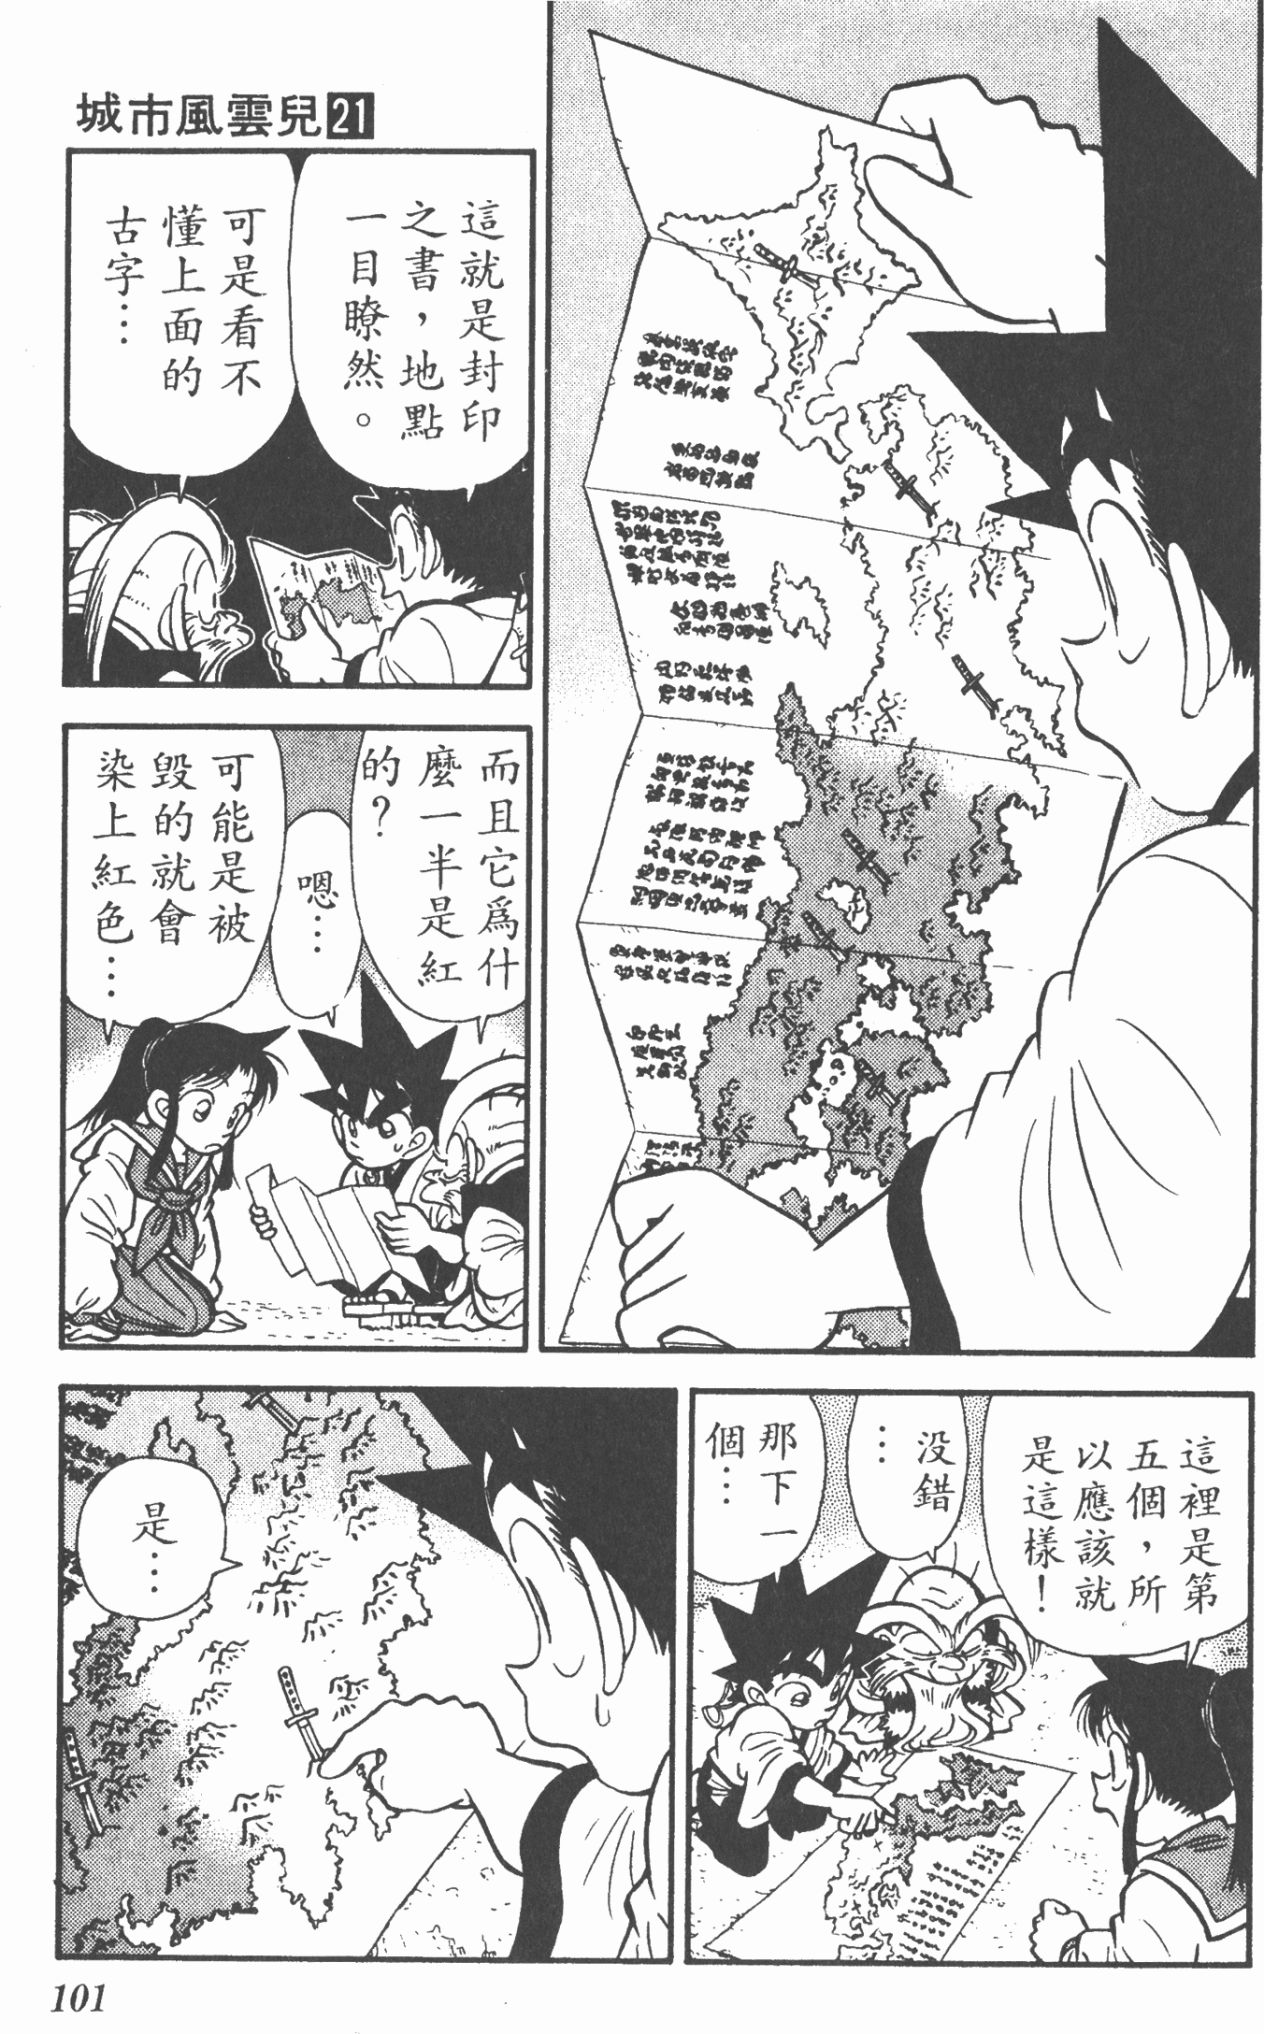 城市風雲兒21
這就是封印
之書，地點
一目瞭然。
可是看不
懂上面的
古字…
而且它爲什
麼一半是紅
的？
嗯…
可能是被
毀的就會
染上紅色
…
這裡是第
五個，所
以應該就
是這樣！
没錯
…
那下一
個…
是…
101